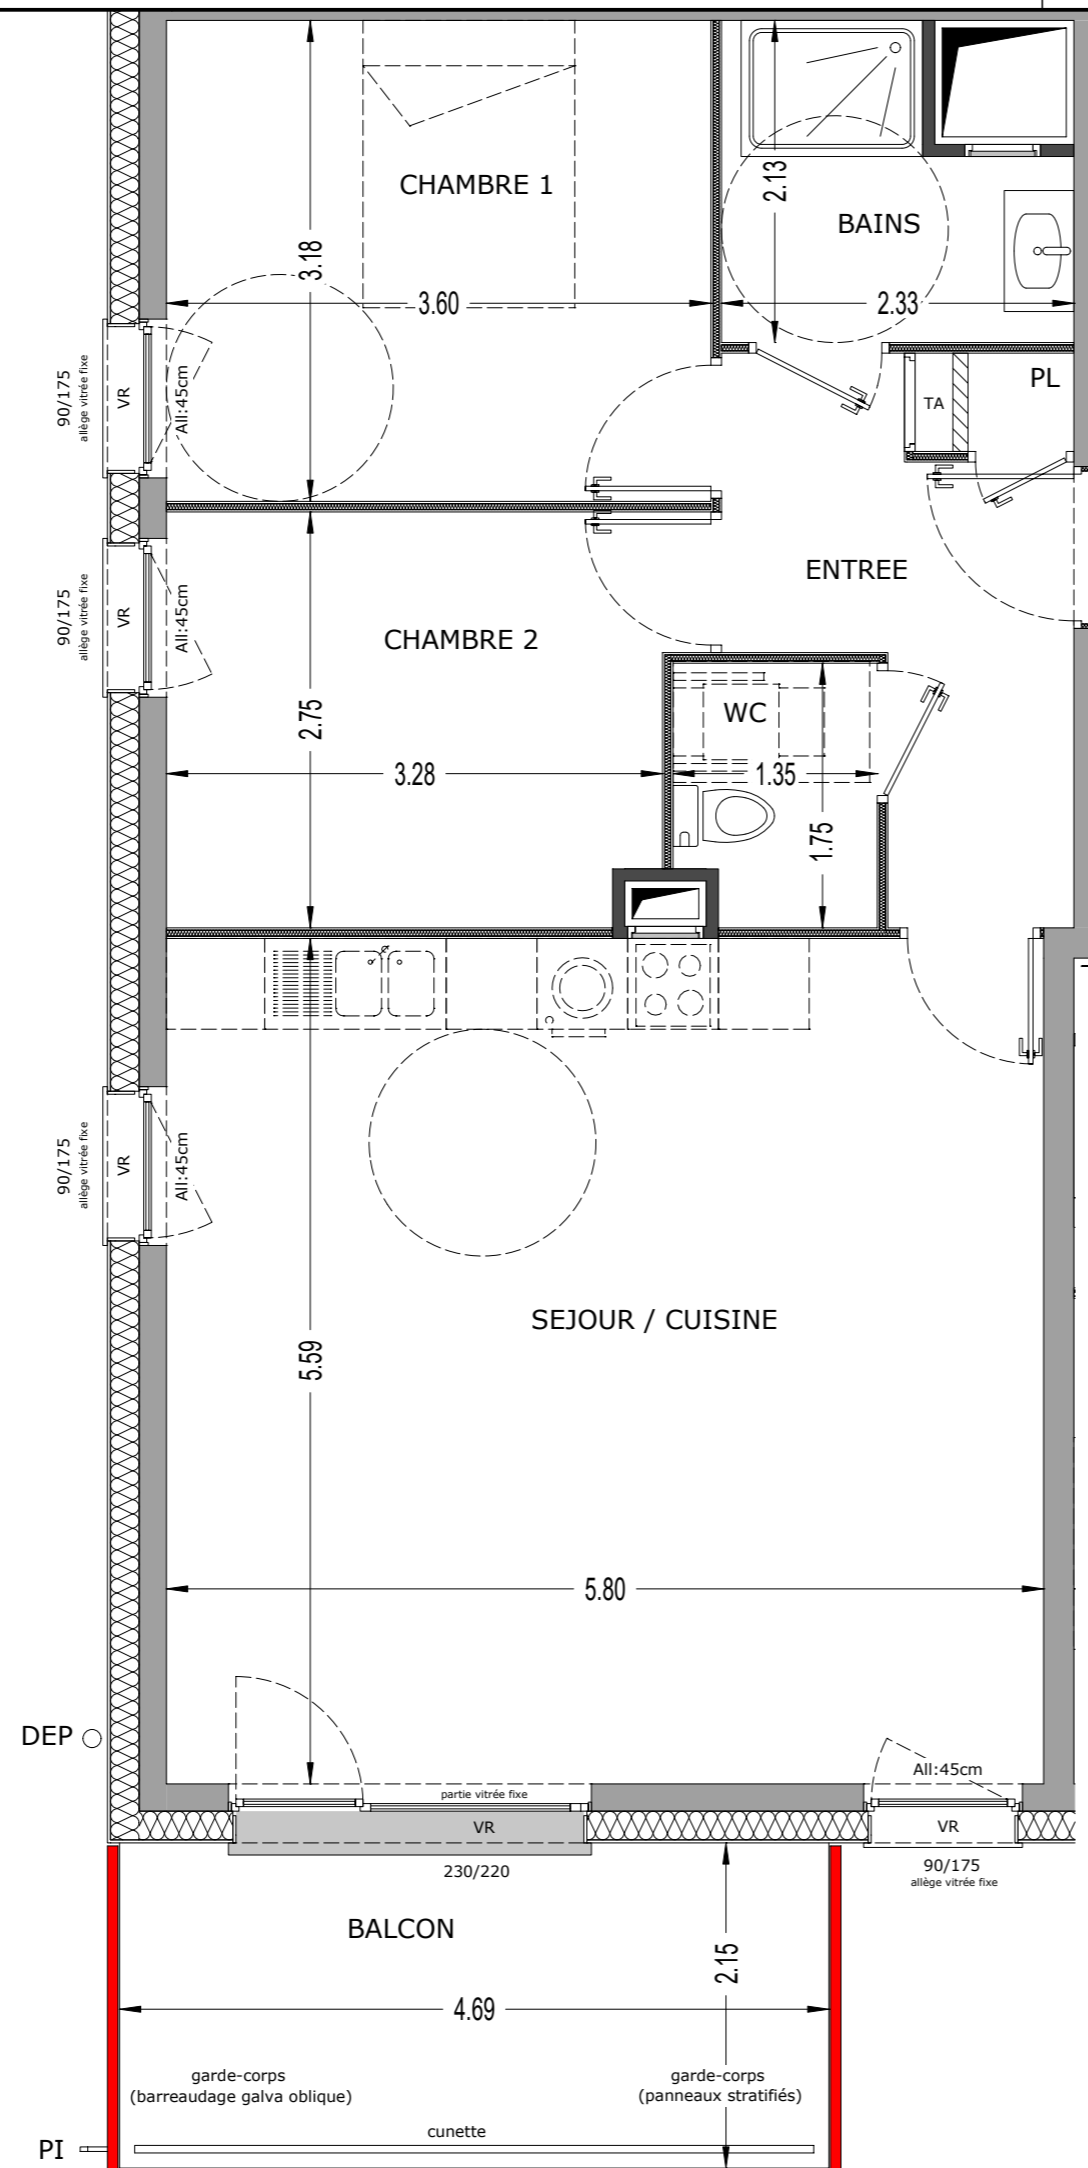 CHAMBRE 1
3.18
3.60
2.13
BAINS
2.33
90/175
allège vitrée fixe
VR
All:45cm
TA
PL
ENTREE
90/175
allège vitrée fixe
VR
All:45cm
CHAMBRE 2
2.75
3.28
WC
1.35
1.75
90/175
allège vitrée fixe
VR
All:45cm
SEJOUR / CUISINE
5.59
5.80
DEP
partie vitrée fixe
VR
230/220
All:45cm
VR
90/175
allège vitrée fixe
BALCON
2.15
4.69
garde-corps
(barreaudage galva oblique)
garde-corps
(panneaux stratifiés)
cunette
PI